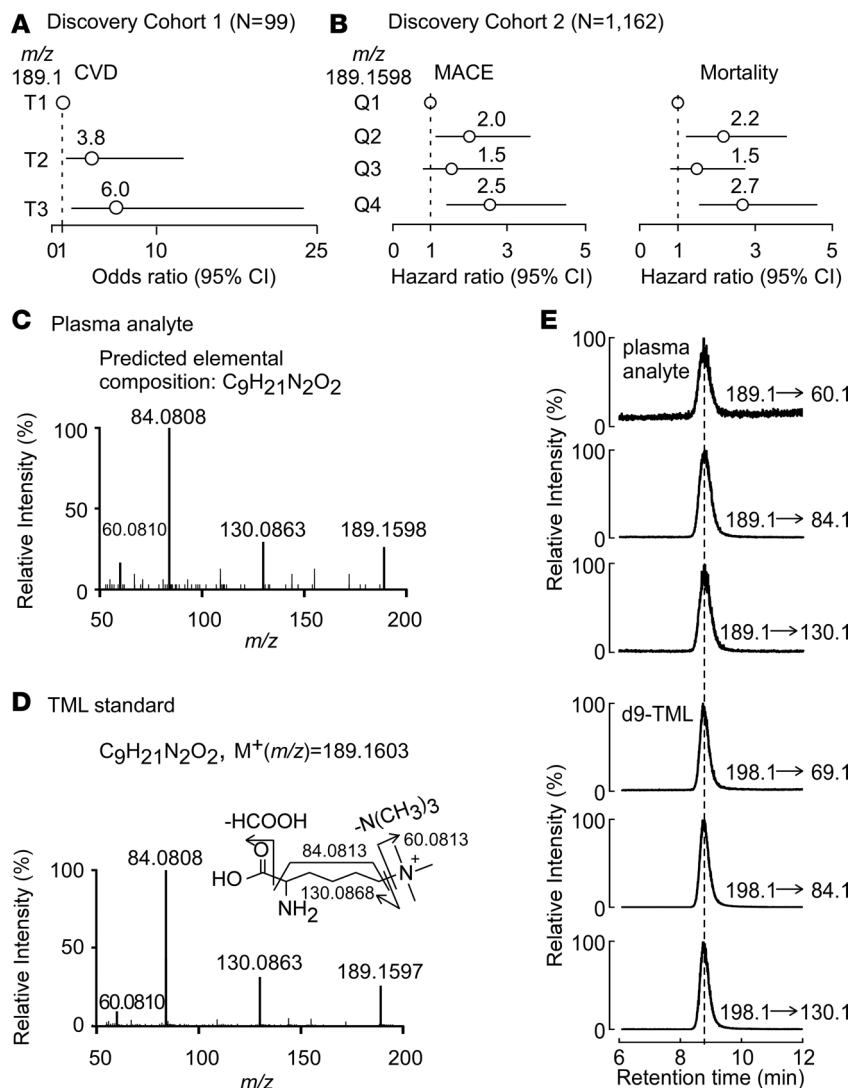 A Discovery Cohort 1 (N=99)
m/z
189.1 CVD
T1
T2 3.8
T3 6.0
01 10 25
Odds ratio (95% CI)
B Discovery Cohort 2 (N=1,162)
m/z
189.1598 MACE Mortality
Q1
Q2 2.0 2.2
Q3 1.5 1.5
Q4 2.5 2.7
0 1 3 5 0 1 3 5
Hazard ratio (95% CI) Hazard ratio (95% CI)
C Plasma analyte
Predicted elemental
composition: C9H21N2O2
Relative Intensity (%)
100
50
0
84.0808
60.0810
130.0863
189.1598
50 100 150 200
m/z
D TML standard
C9H21N2O2, M+(m/z)=189.1603
-HCOOH -N(CH3)3
84.0813 60.0813
O
HO
N+
130.0868
NH2
Relative Intensity (%)
100
50
0
84.0808
60.0810
130.0863
189.1597
50 100 150 200
m/z
E
Relative Intensity (%)
100
0
plasma
analyte
189.1→60.1
100
0
189.1→84.1
100
0
189.1→130.1
Relative Intensity (%)
100
0
d9-TML
198.1→69.1
100
0
198.1→84.1
100
0
198.1→130.1
6 8 10 12
Retention time (min)